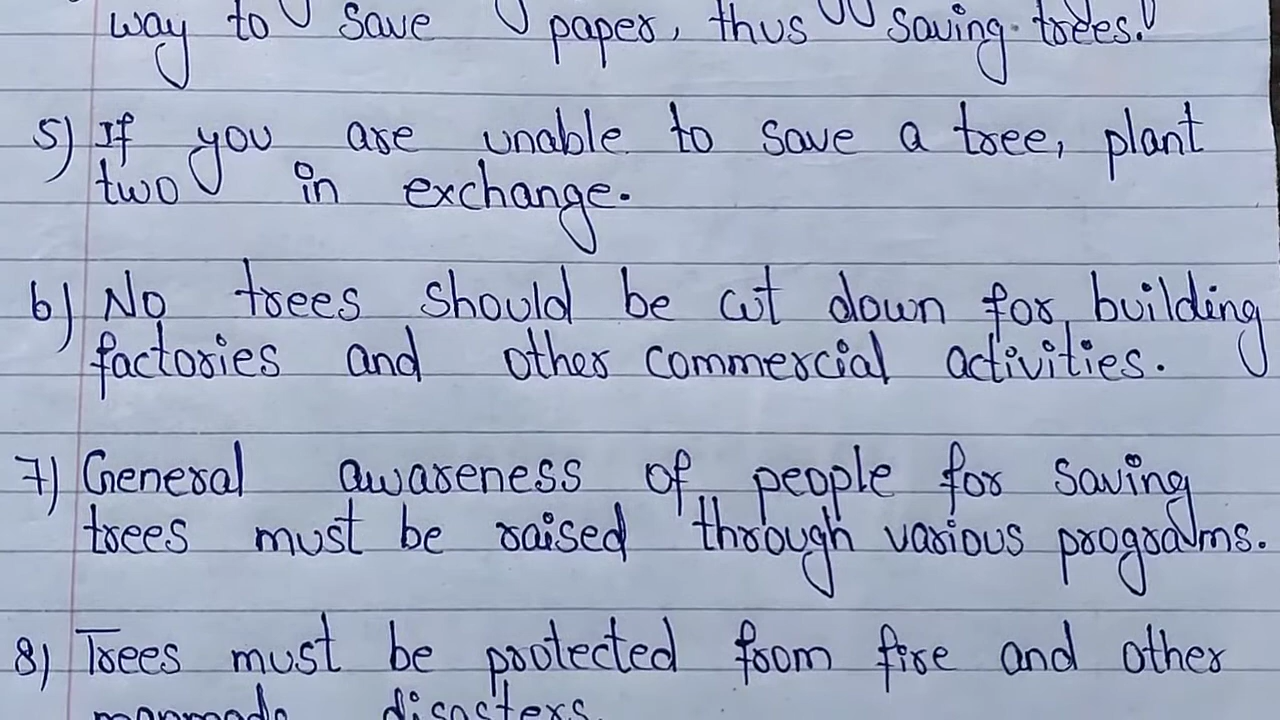 way to save paper, thus saving trees.
5) If you are unable to save a tree, plant
two in exchange.
6) No trees should be cut down for building
factories and other commercial activities.
7) General awareness of people for saving
trees must be raised through various programs.
8) Trees must be protected from fire and other
manmade disasters.